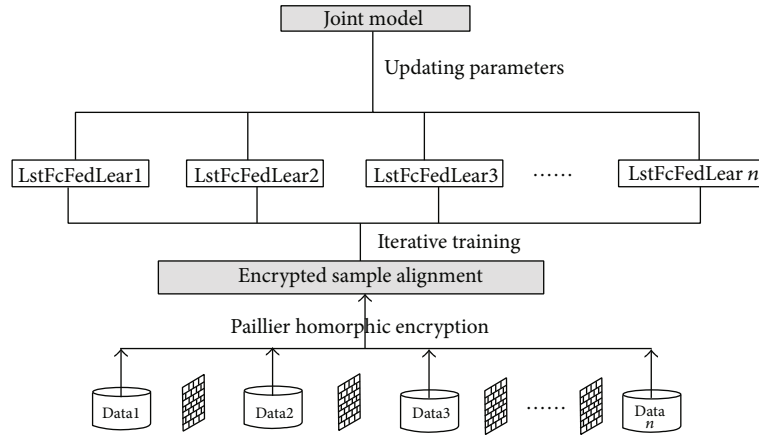 Joint model
Updating parameters
LstFcFedLear1
LstFcFedLear2
LstFcFedLear3
......
LstFcFedLear n
Iterative training
Encrypted sample alignment
Paillier homorphic encryption
Data1
Data2
Data3
......
Data
n